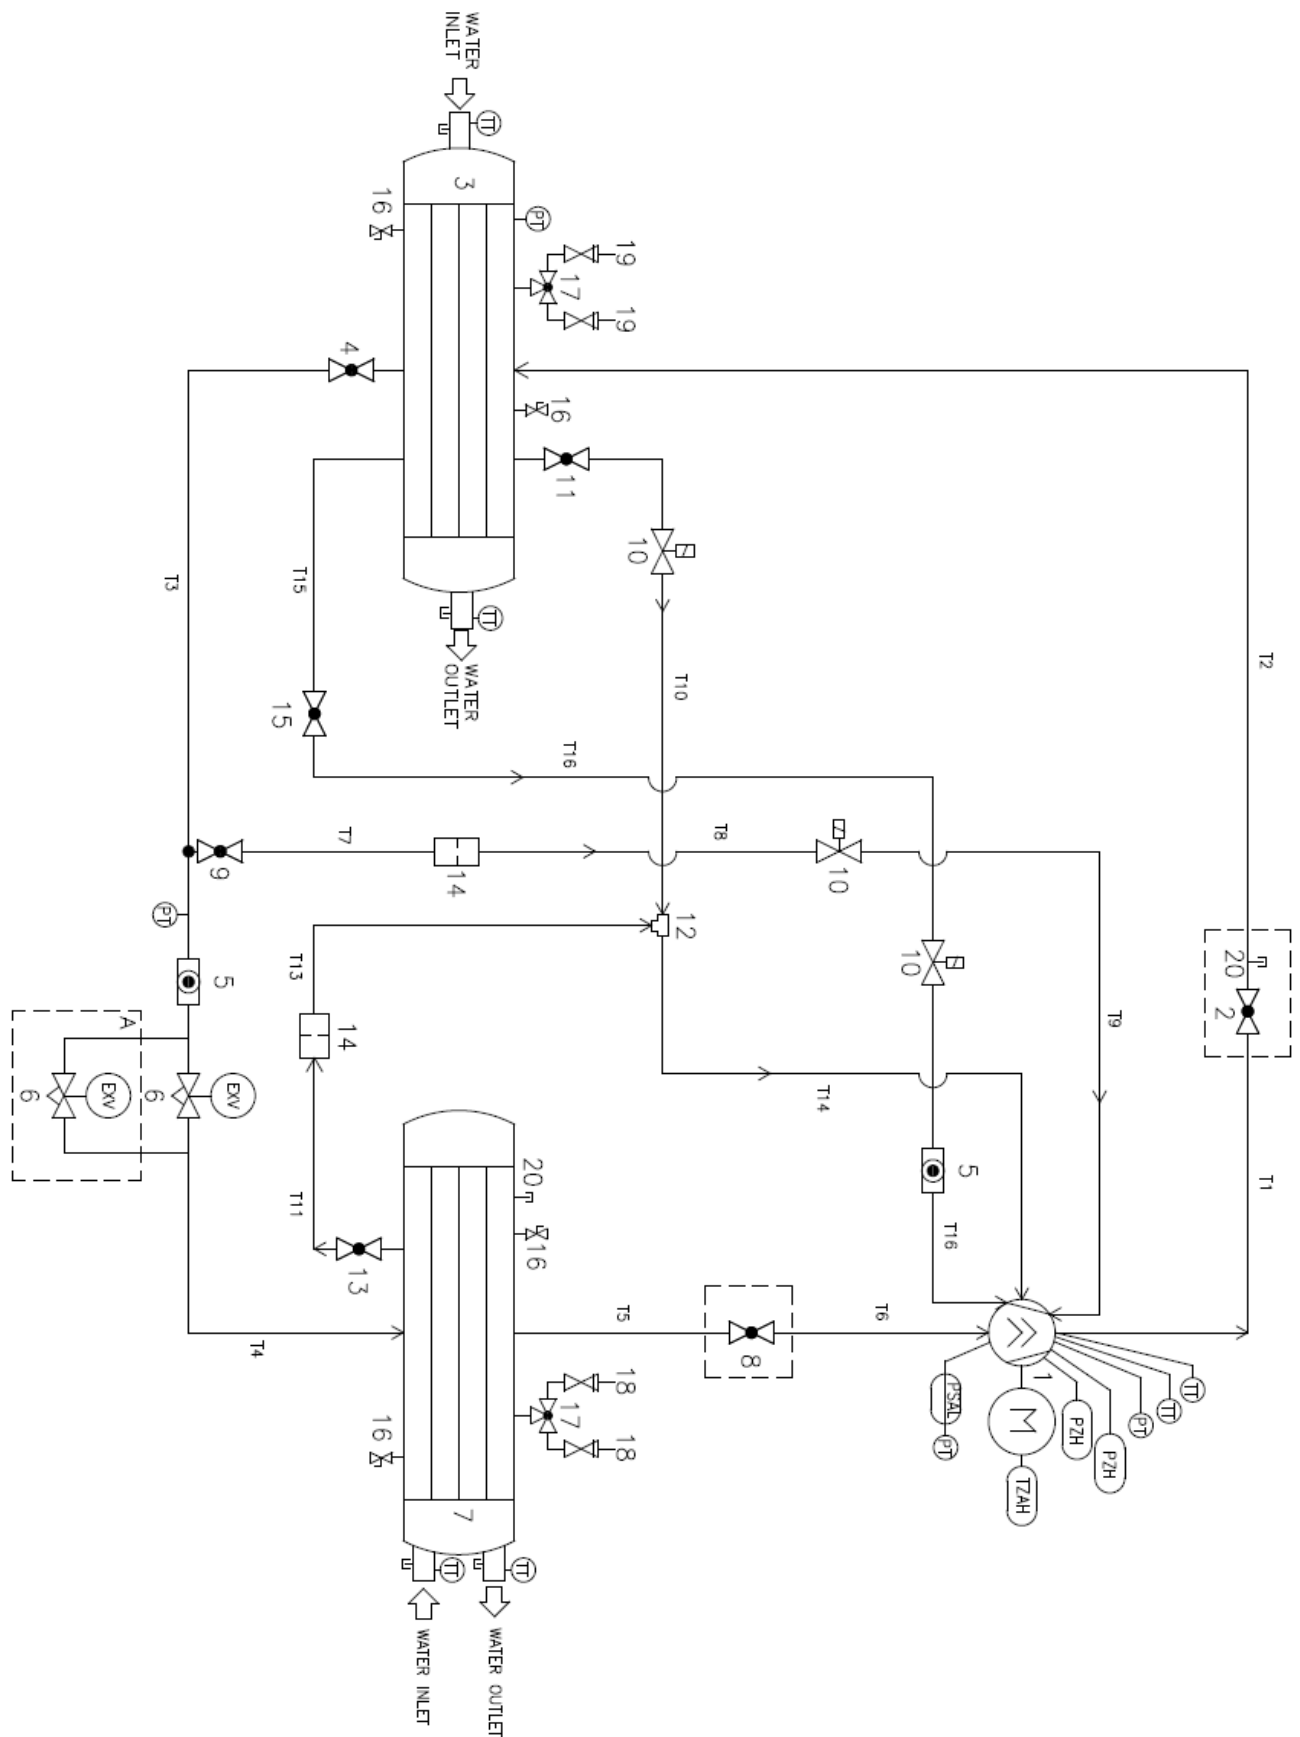 WATER
INLET
TT
3
16
PT
19
17
19
4
16
11
10
T15
T3
TT
WATER
OUTLET
T10
T2
15
T16
T7
T8
9
14
10
PT
12
20
2
T13
10
5
14
T9
A
EXV
6
EXV
6
T14
5
T1
20
16
T11
13
T16
T5
T6
T4
8
1
18
17
18
16
PSAL
PT
M
PZH
PZH
PT
TT
TT
TZAH
7
TT
TT
WATER INLET
WATER OUTLET